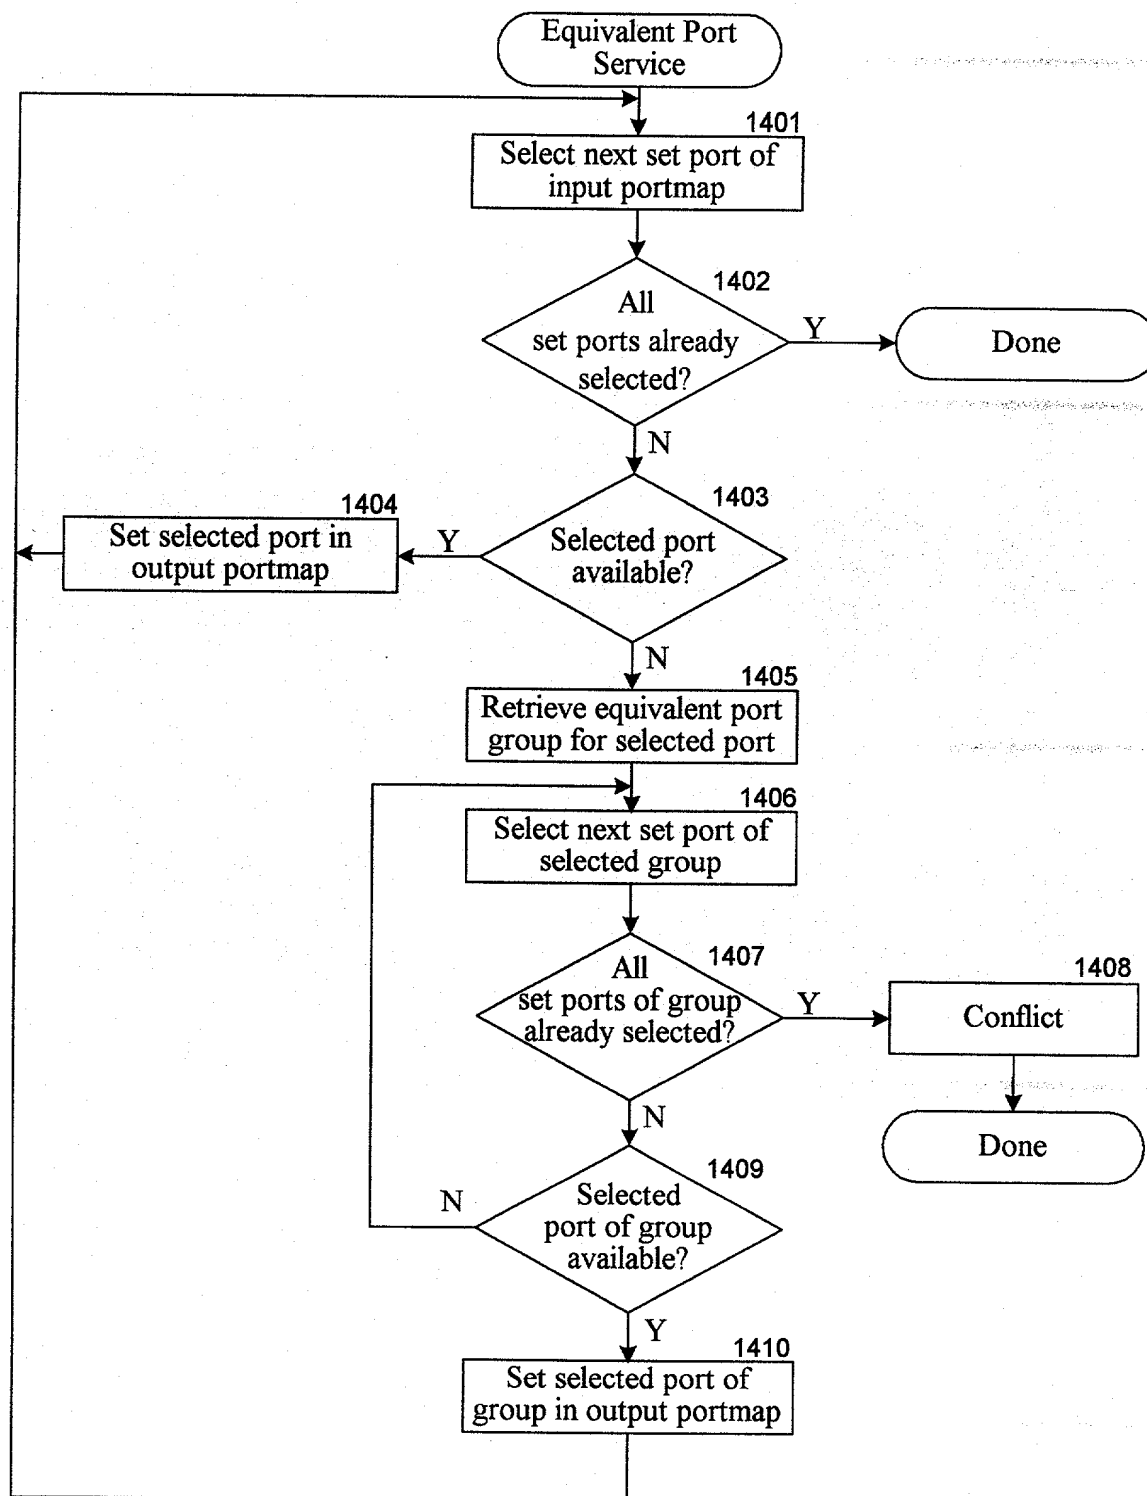 Equivalent Port
Service
1401
Select next set port of
input portmap
1402
All
set ports already
selected?
Y
Done
N
1403
Selected port
available?
Y
1404
Set selected port in
output portmap
N
1405
Retrieve equivalent port
group for selected port
1406
Select next set port of
selected group
1407
All
set ports of group
already selected?
Y
1408
Conflict
Done
N
1409
Selected
port of group
available?
N
Y
1410
Set selected port of
group in output portmap